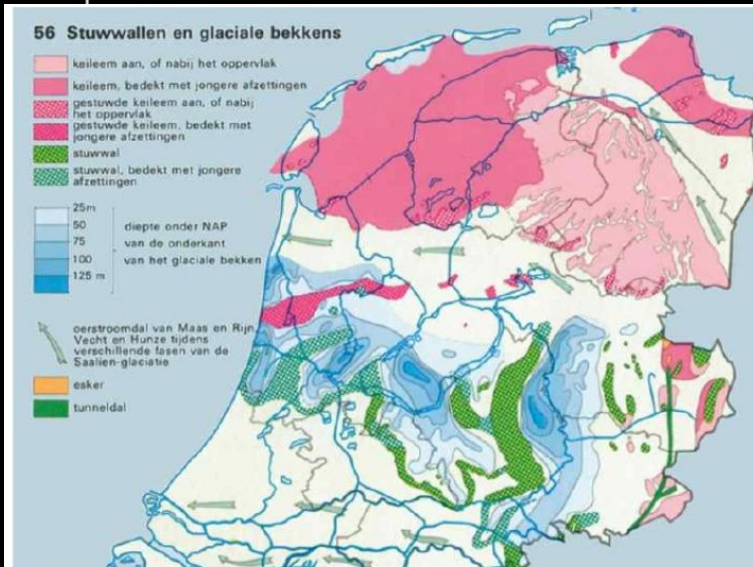 56 Stuwwallen en glaciale bekkens
keileem aan, of nabij het oppervlak
keileem, bedekt met jongere afzettingen
gestuwde keileem aan, of nabij
het oppervlak
gestuwde keileem, bedekt met
jongere afzettingen
stuwwal
stuwwal, bedekt met jongere
afzettingen
25m
50
75
100
125 m
diepte onder NAP
van de onderkant
van het glaciale bekken
oerstroomdal van Maas en Rijn,
Vecht en Hunze tijdens
verschillende fasen van de
Saalien-glaciatie
esker
tunneldal